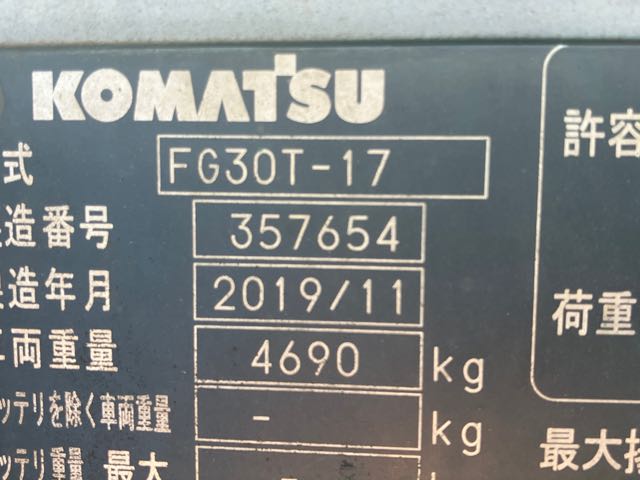 KOMATSU
式 FG30T-17
造番号 357654
造年月 2019/11
両重量 4690 kg
ッテリを除く車両重量 - kg
ッテリ重量 最大 -
許容
荷重
最大